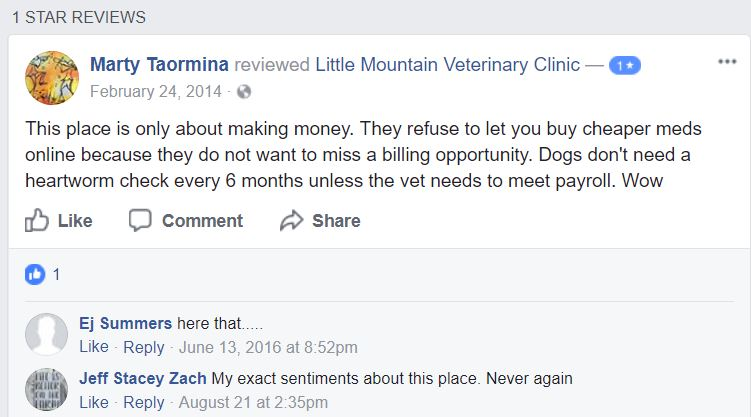 1 STAR REVIEWS
Marty Taormina reviewed Little Mountain Veterinary Clinic — 1★
February 24, 2014 ·
This place is only about making money. They refuse to let you buy cheaper meds
online because they do not want to miss a billing opportunity. Dogs don't need a
heartworm check every 6 months unless the vet needs to meet payroll. Wow
Like Comment Share
1
Ej Summers here that.....
Like · Reply · June 13, 2016 at 8:52pm
Jeff Stacey Zach My exact sentiments about this place. Never again
Like · Reply · August 21 at 2:35pm